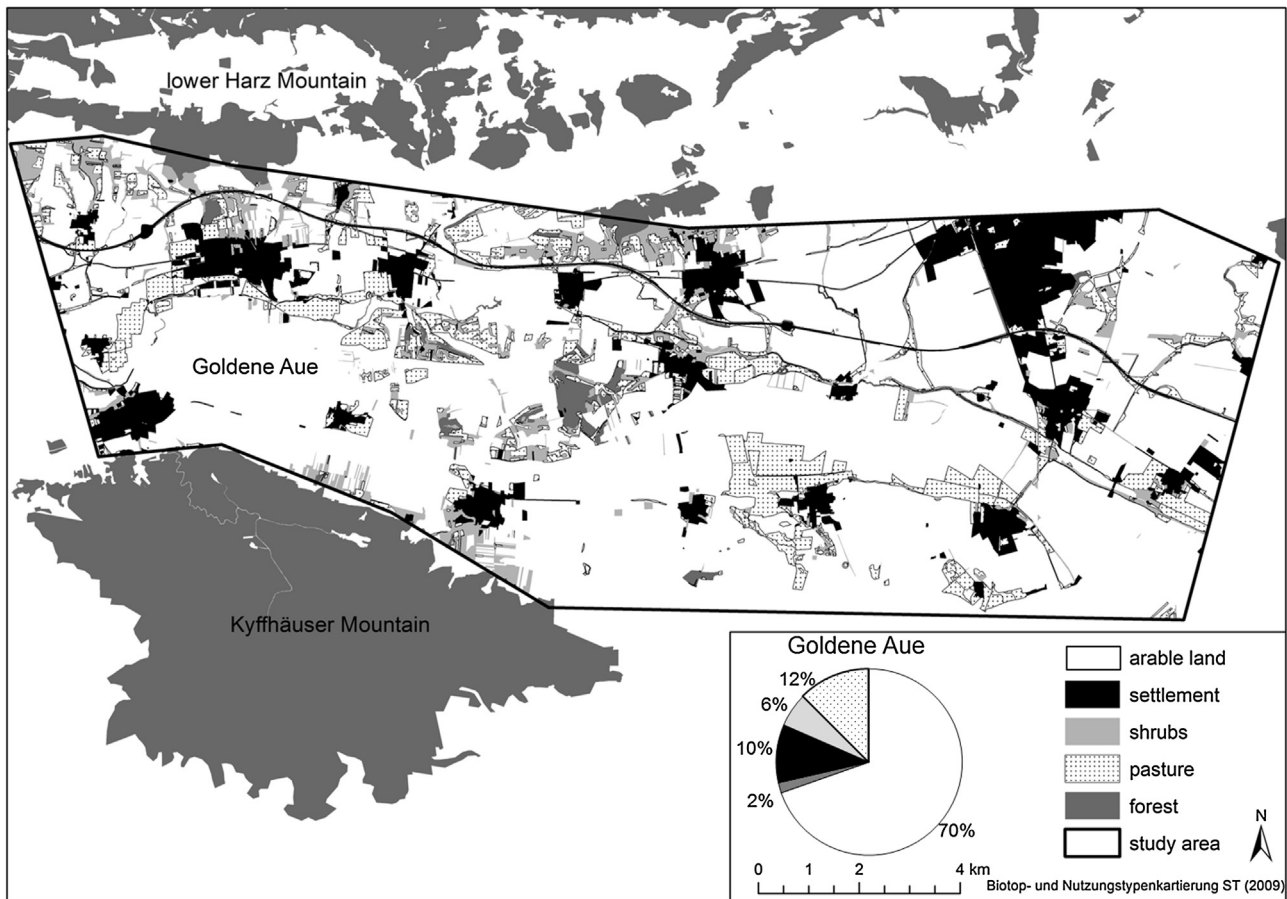 lower Harz Mountain
Goldene Aue
Kyffhäuser Mountain
Goldene Aue
12%
6%
10%
2%
70%
arable land
settlement
shrubs
pasture
forest
study area
N
0 1 2 4 km
Biotop- und Nutzungstypenkartierung ST (2009)